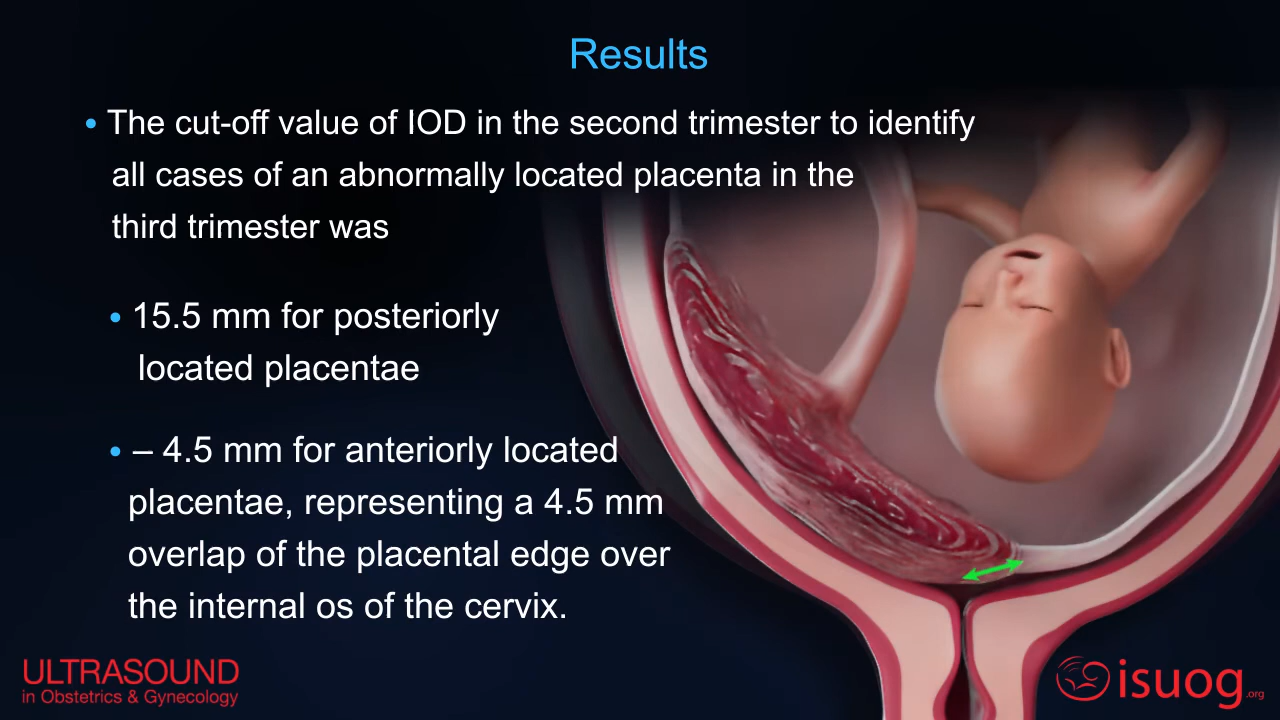 Results
• The cut-off value of IOD in the second trimester to identify
all cases of an abnormally located placenta in the
third trimester was
• 15.5 mm for posteriorly
located placentae
• – 4.5 mm for anteriorly located
placentae, representing a 4.5 mm
overlap of the placental edge over
the internal os of the cervix.
ULTRASOUND
in Obstetrics & Gynecology
isuog.org